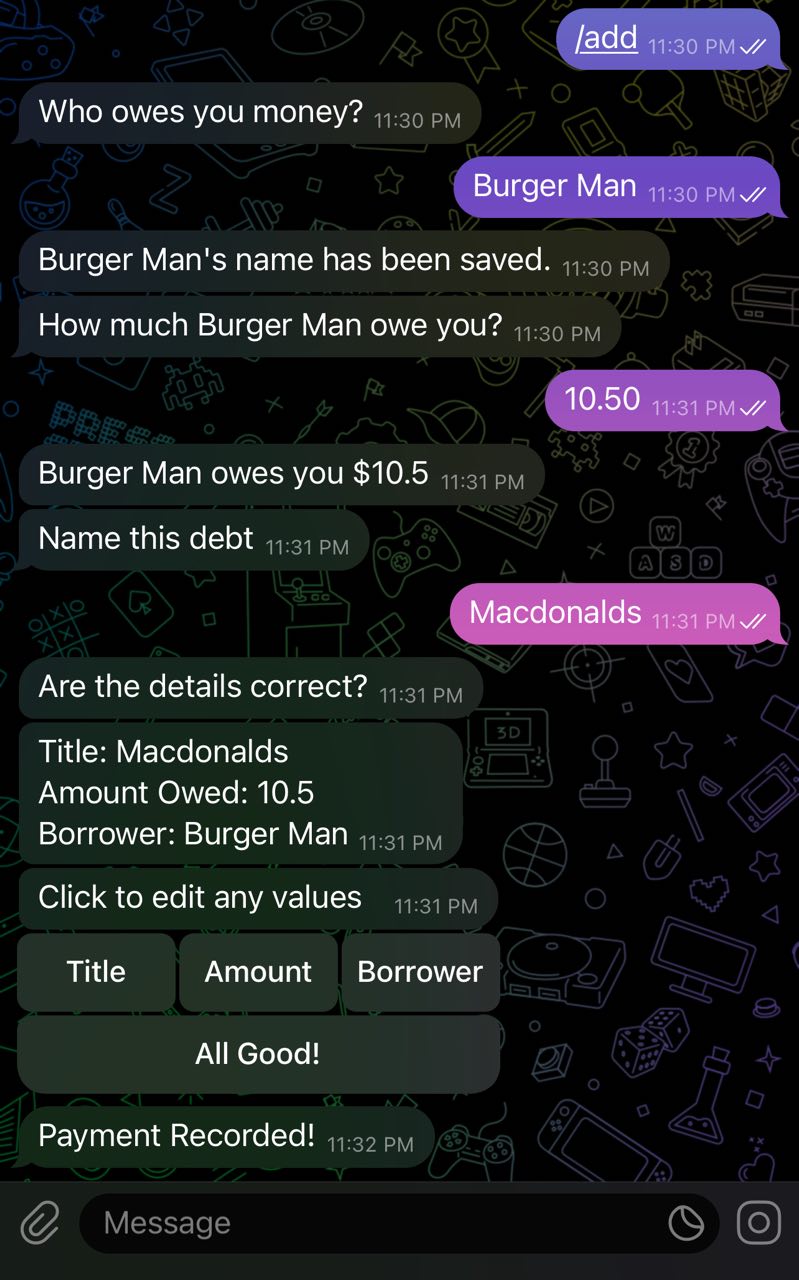 /add 11:30 PM
Who owes you money? 11:30 PM
Burger Man 11:30 PM
Burger Man's name has been saved. 11:30 PM
How much Burger Man owe you? 11:30 PM
10.50 11:31 PM
PRESS
Burger Man owes you $10.5 11:31 PM
Name this debt 11:31 PM
W
A S D
Macdonalds 11:31 PM
Are the details correct? 11:31 PM
3D
Title: Macdonalds
Amount Owed: 10.5
Borrower: Burger Man 11:31 PM
Click to edit any values 11:31 PM
Title Amount Borrower
All Good!
Payment Recorded! 11:32 PM
Message